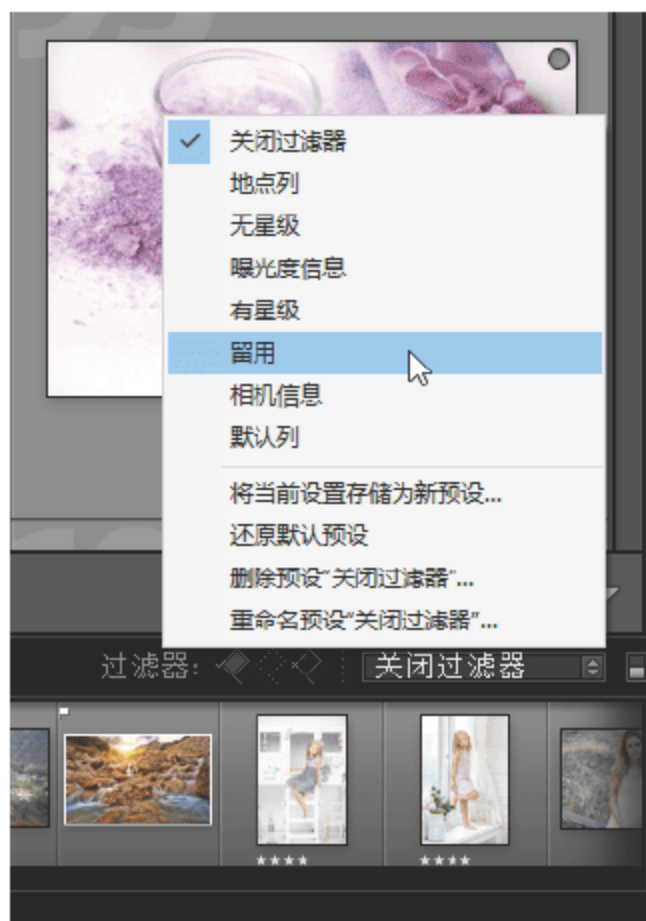 关闭过滤器
地点列
无星级
曝光度信息
有星级
留用
相机信息
默认列
将当前设置存储为新预设...
还原默认预设
删除预设“关闭过滤器”...
重命名预设“关闭过滤器”...
过滤器: 关闭过滤器